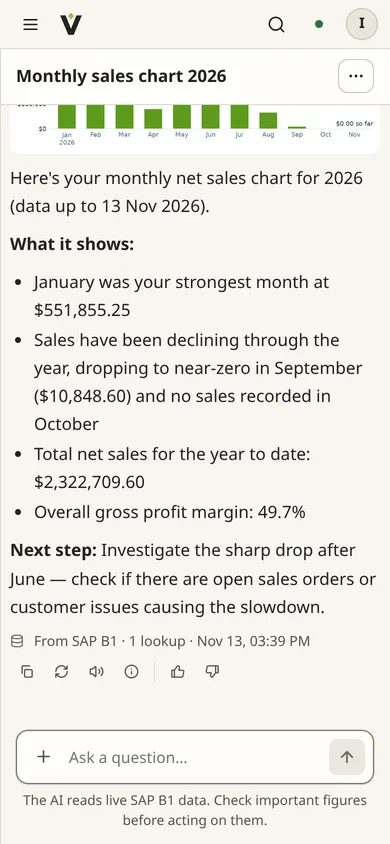 I
Monthly sales chart 2026
$0
Jan Feb Mar Apr May Jun Jul Aug Sep Oct Nov
2026
$0.00 so far
Here's your monthly net sales chart for 2026
(data up to 13 Nov 2026).
What it shows:
• January was your strongest month at
$551,855.25
• Sales have been declining through the
year, dropping to near-zero in September
($10,848.60) and no sales recorded in
October
• Total net sales for the year to date:
$2,322,709.60
• Overall gross profit margin: 49.7%
Next step: Investigate the sharp drop after
June — check if there are open sales orders or
customer issues causing the slowdown.
From SAP B1 · 1 lookup · Nov 13, 03:39 PM
Ask a question...
The AI reads live SAP B1 data. Check important figures
before acting on them.